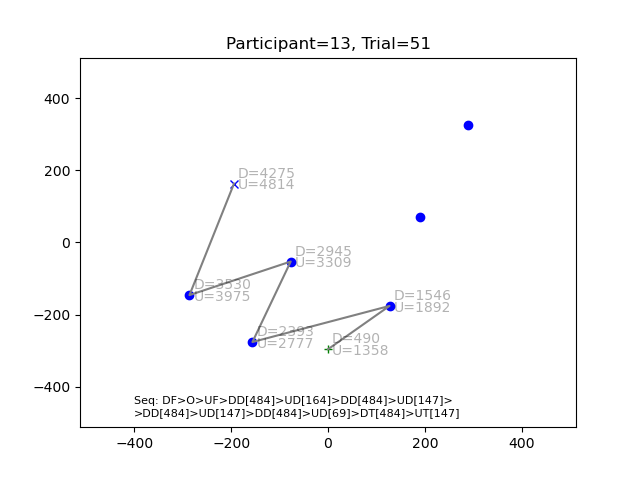 Participant=13, Trial=51
400
200
0
−200
−400
−400
−200
0
200
400
D=4275
U=4814
D=2945
U=3309
D=3530
U=3975
D=1546
U=1892
D=2393
U=2777
D=490
U=1358
Seq: DF>O>UF>DD[484]>UD[164]>DD[484]>UD[147]>
>DD[484]>UD[147]>DD[484]>UD[69]>DT[484]>UT[147]